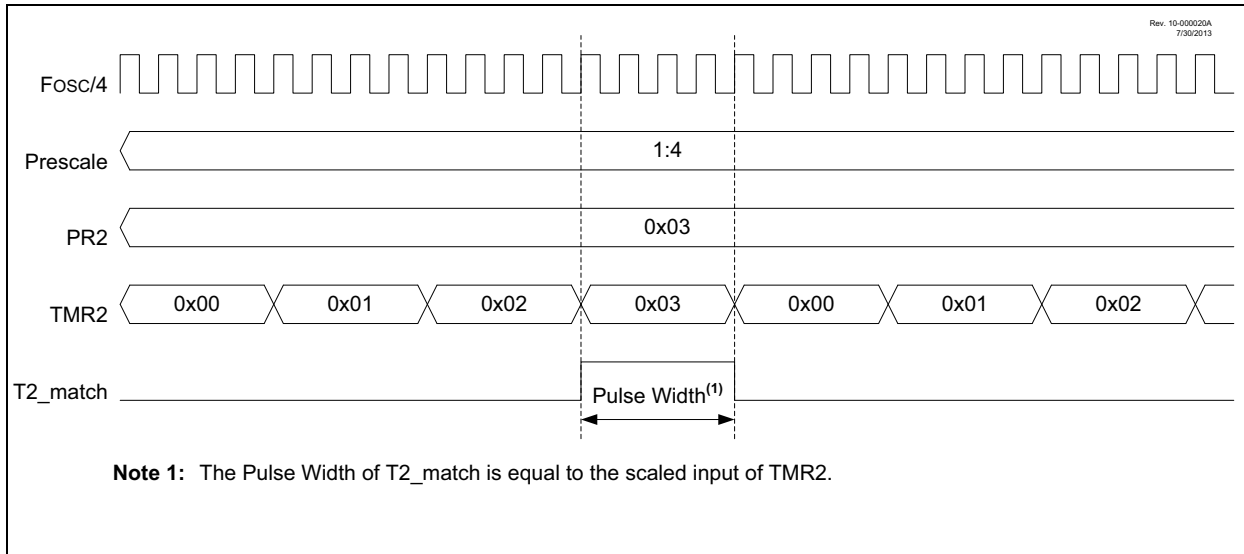 Rev. 10-000020A
7/30/2013
FOSC/4
Prescale
1:4
PR2
0x03
TMR2
0x00
0x01
0x02
0x03
0x00
0x01
0x02
T2_match
Pulse Width(1)
Note 1: The Pulse Width of T2_match is equal to the scaled input of TMR2.